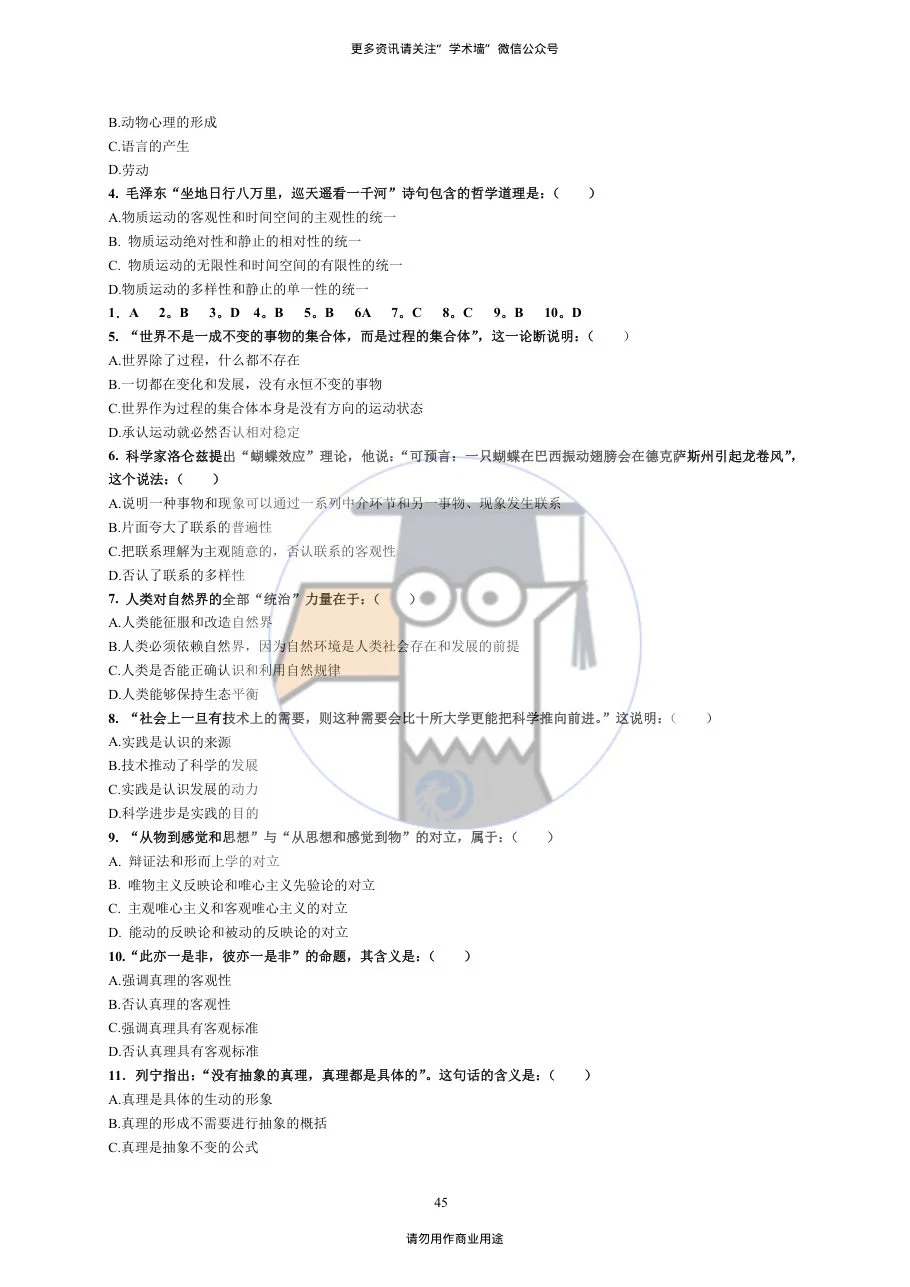 更多资讯请关注“学术墙”微信公众号
B.动物心理的形成
C.语言的产生
D.劳动
4. 毛泽东“坐地日行八万里，巡天遥看一千河”诗句包含的哲学道理是：（　　）
A.物质运动的客观性和时间空间的主观性的统一
B. 物质运动绝对性和静止的相对性的统一
C. 物质运动的无限性和时间空间的有限性的统一
D.物质运动的多样性和静止的单一性的统一
1．A　2。B　3。D　4。B　5。B　6A　7。C　8。C　9。B　10。D
5. “世界不是一成不变的事物的集合体，而是过程的集合体”，这一论断说明：（　　）
A.世界除了过程，什么都不存在
B.一切都在变化和发展，没有永恒不变的事物
C.世界作为过程的集合体本身是没有方向的运动状态
D.承认运动就必然否认相对稳定
6. 科学家洛仑兹提出“蝴蝶效应”理论，他说：“可预言：一只蝴蝶在巴西振动翅膀会在德克萨斯州引起龙卷风”，
这个说法：（　　）
A.说明一种事物和现象可以通过一系列中介环节和另一事物、现象发生联系
B.片面夸大了联系的普遍性
C.把联系理解为主观随意的，否认联系的客观性
D.否认了联系的多样性
7. 人类对自然界的全部“统治”力量在于：（　　）
A.人类能征服和改造自然界
B.人类必须依赖自然界，因为自然环境是人类社会存在和发展的前提
C.人类是否能正确认识和利用自然规律
D.人类能够保持生态平衡
8. “社会上一旦有技术上的需要，则这种需要会比十所大学更能把科学推向前进。”这说明：（　　）
A.实践是认识的来源
B.技术推动了科学的发展
C.实践是认识发展的动力
D.科学进步是实践的目的
9. “从物到感觉和思想”与“从思想和感觉到物”的对立，属于：（　　）
A. 辩证法和形而上学的对立
B. 唯物主义反映论和唯心主义先验论的对立
C. 主观唯心主义和客观唯心主义的对立
D. 能动的反映论和被动的反映论的对立
10.“此亦一是非，彼亦一是非”的命题，其含义是：（　　）
A.强调真理的客观性
B.否认真理的客观性
C.强调真理具有客观标准
D.否认真理具有客观标准
11．列宁指出：“没有抽象的真理，真理都是具体的”。这句话的含义是：（　　）
A.真理是具体的生动的形象
B.真理的形成不需要进行抽象的概括
C.真理是抽象不变的公式
45
请勿用作商业用途